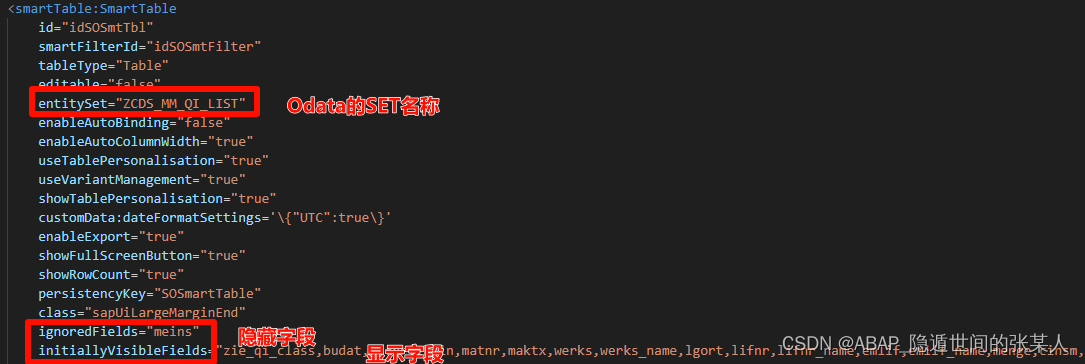 <smartTable:SmartTable
id="idSOSmtTbl"
smartFilterId="idSOSmtFilter"
tableType="Table"
editable="false"
entitySet="ZCDS_MM_QI_LIST" Odata的SET名称
enableAutoBinding="false"
enableAutoColumnWidth="true"
useTablePersonalisation="true"
useVariantManagement="true"
showTablePersonalisation="true"
customData:dateFormatSettings='\{"UTC":true\}'
enableExport="true"
showFullScreenButton="true"
showRowCount="true"
persistencyKey="SOSmartTable"
class="sapUiLargeMarginEnd"
ignoredFields="meins" 隐藏字段
initiallyVisibleFields="zie_qi_class,budat, 显示字段 matnr,maktx,werks,werks_name,lgort,lifnr,lifnr_name,
CSDN @ABAP 隐遁世间的张某人